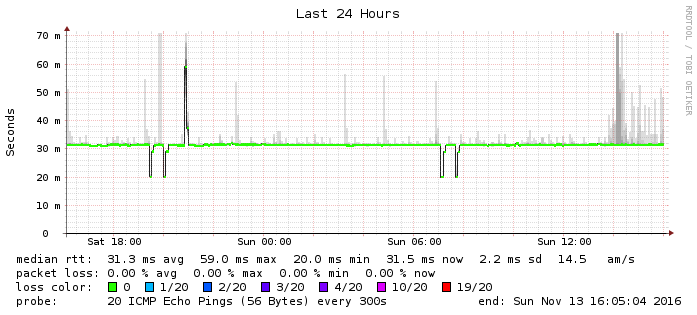 Last 24 Hours
RRDTOOL / TOBI OETIKER
Seconds
70 m
60 m
50 m
40 m
30 m
20 m
10 m
0
Sat 18:00 Sun 00:00 Sun 06:00 Sun 12:00
median rtt: 31.3 ms avg 59.0 ms max 20.0 ms min 31.5 ms now 2.2 ms sd 14.5 am/s
packet loss: 0.00 % avg 0.00 % max 0.00 % min 0.00 % now
loss color: 0 1/20 2/20 3/20 4/20 10/20 19/20
probe: 20 ICMP Echo Pings (56 Bytes) every 300s end: Sun Nov 13 16:05:04 2016